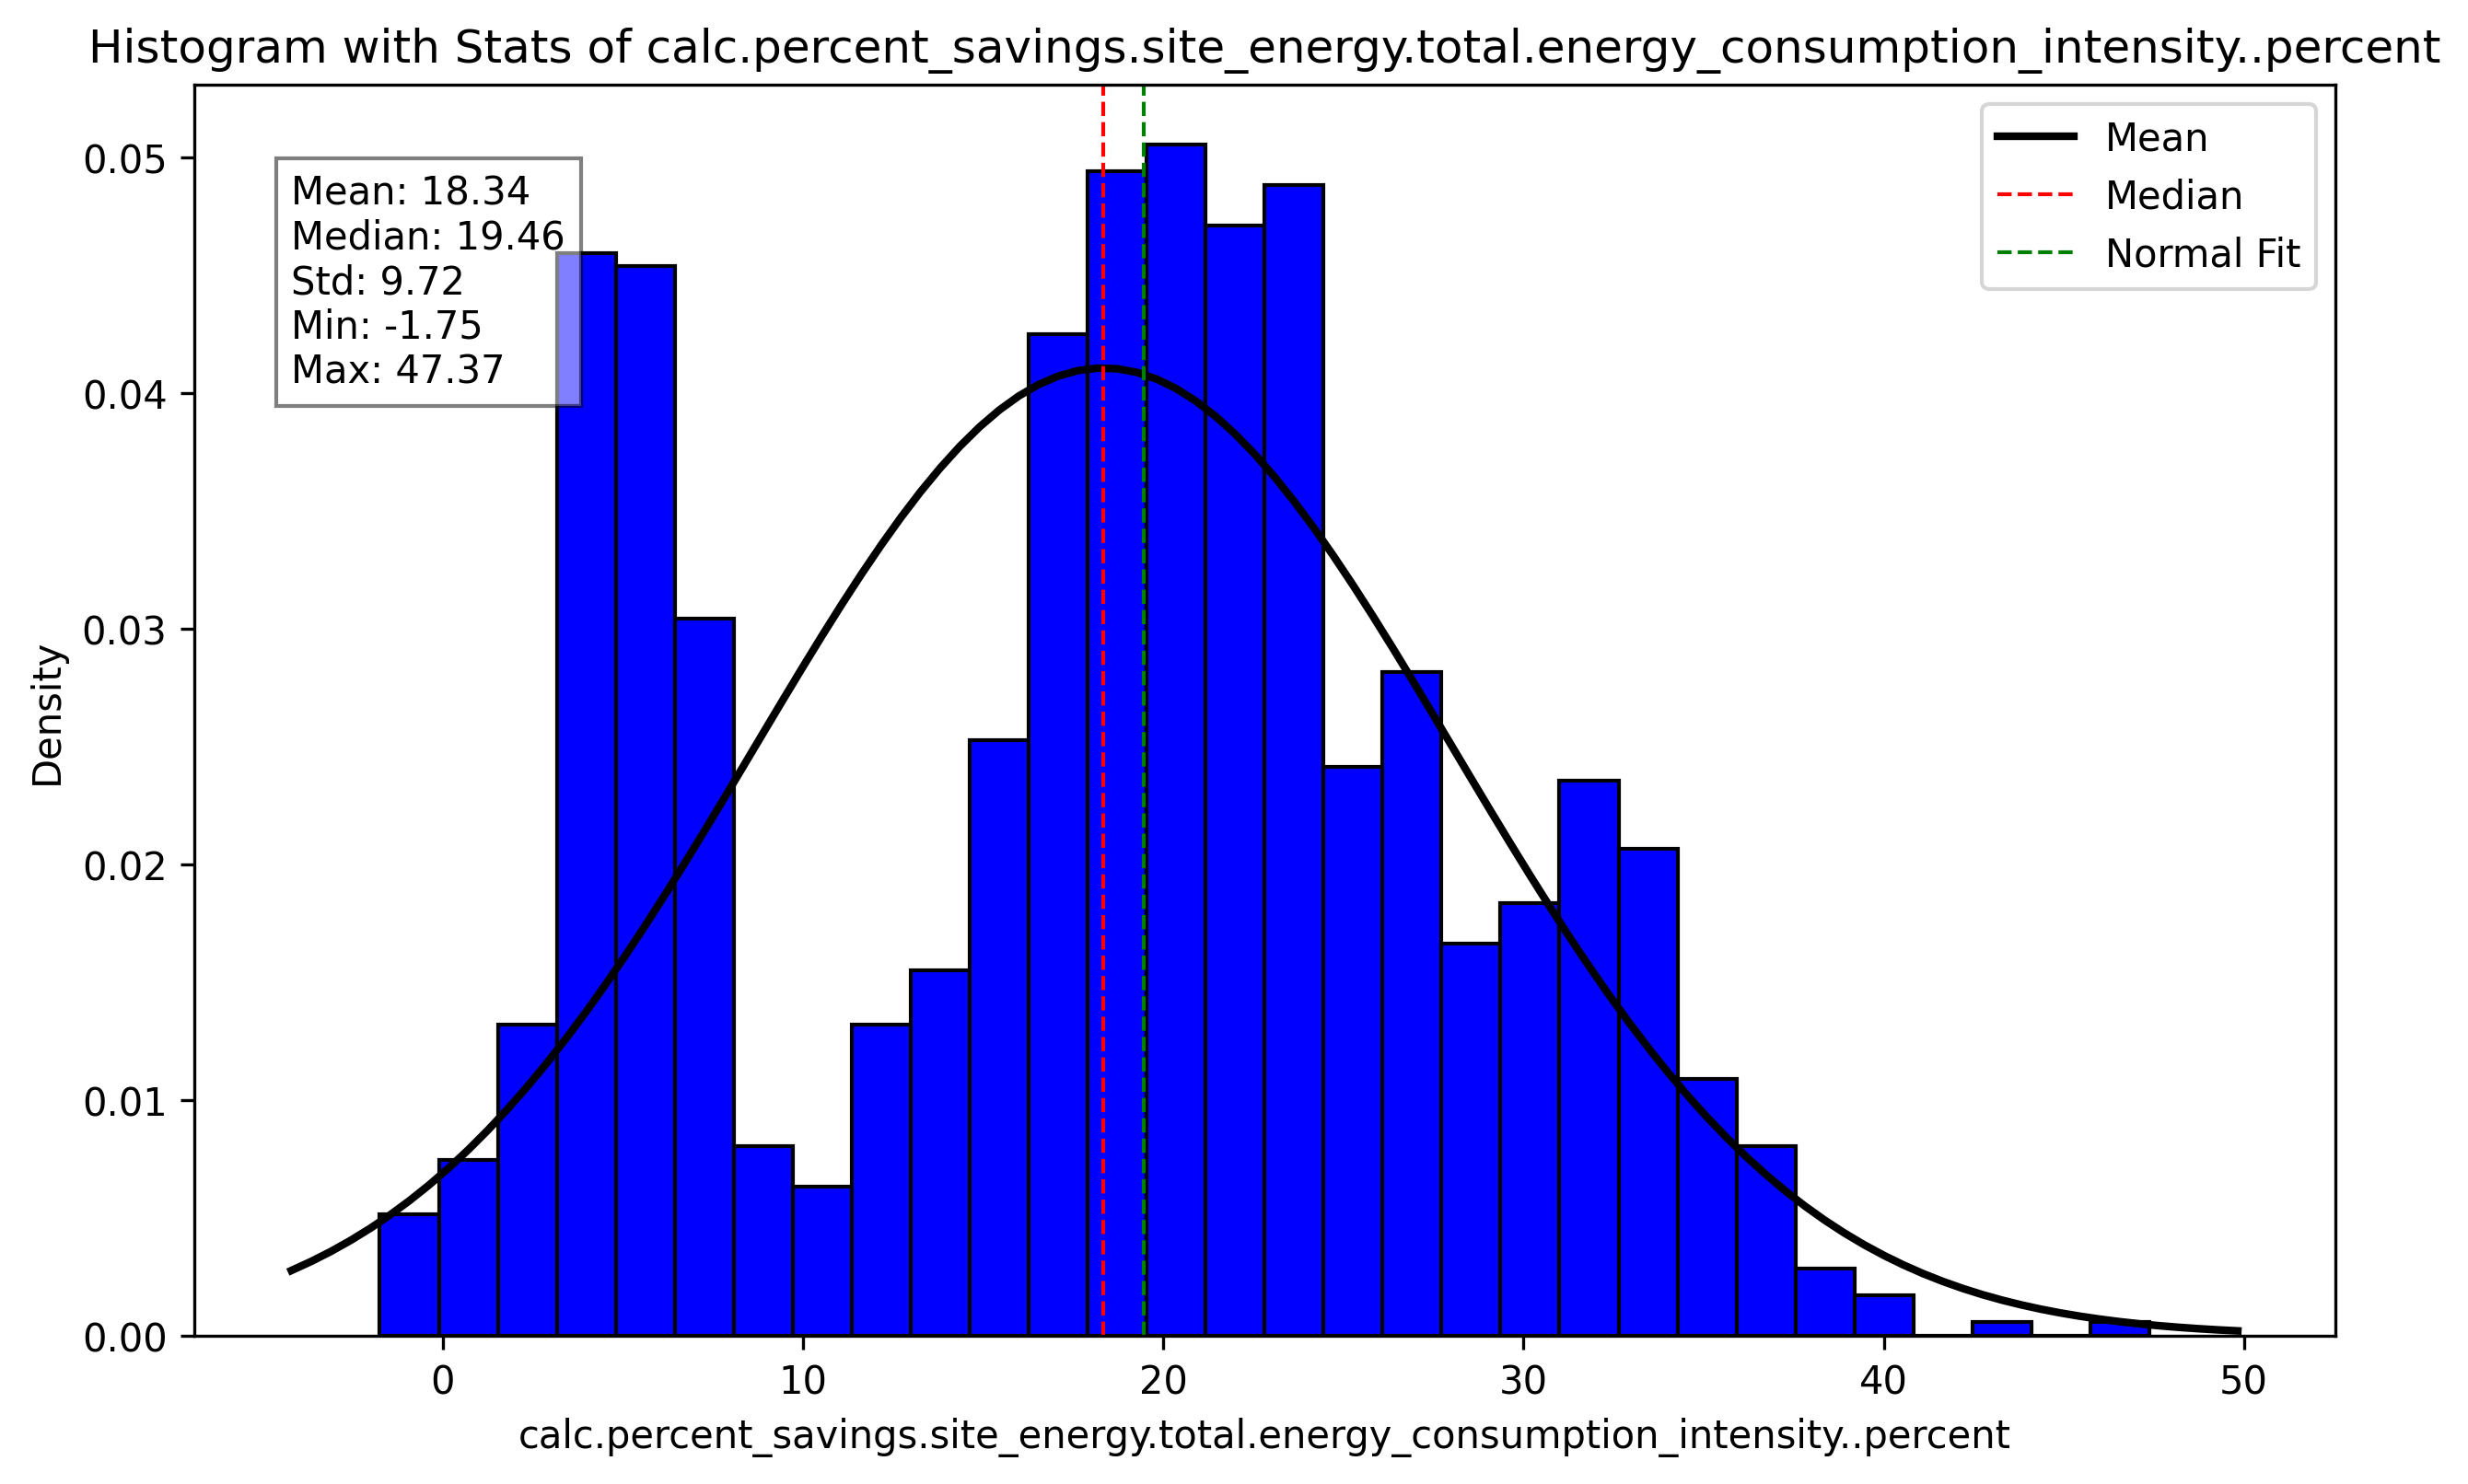 Histogram with Stats of calc.percent_savings.site_energy.total.energy_consumption_intensity..percent
Mean: 18.34
Median: 19.46
Std: 9.72
Min: -1.75
Max: 47.37
Mean
Median
Normal Fit
Density
0.05
0.04
0.03
0.02
0.01
0.00
0
10
20
30
40
50
calc.percent_savings.site_energy.total.energy_consumption_intensity..percent